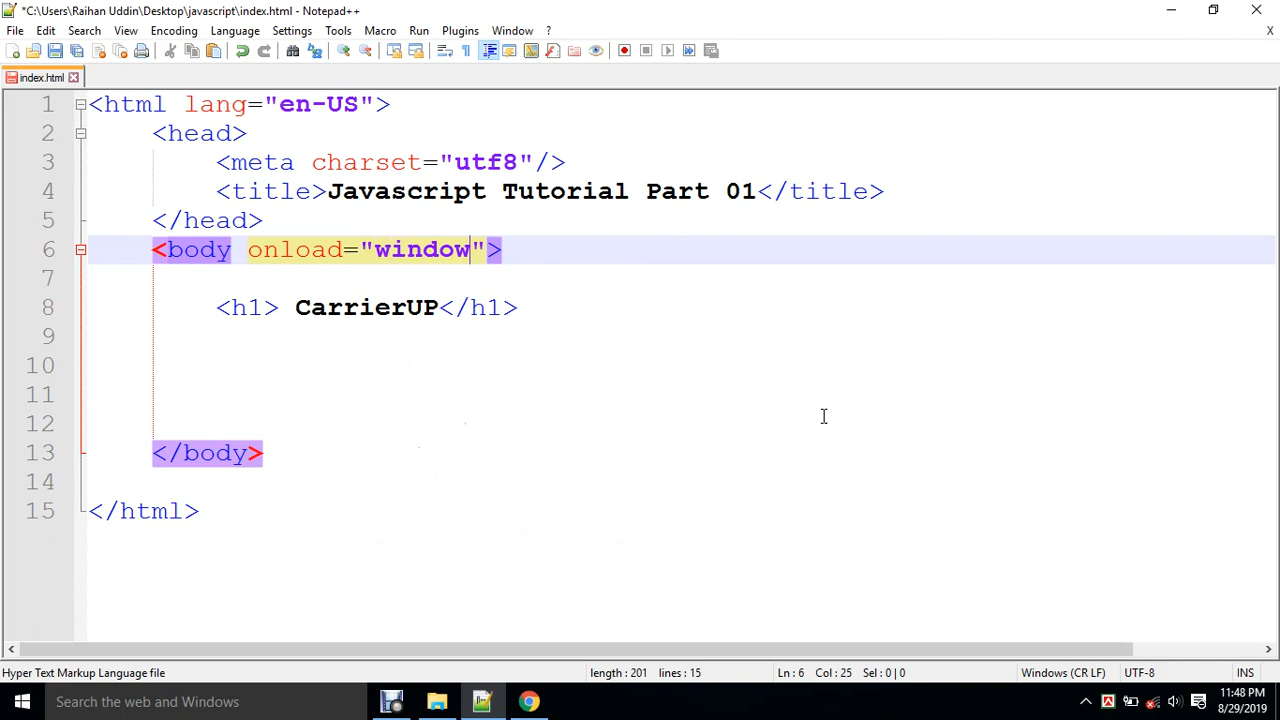 *C:\Users\Raihan Uddin\Desktop\javascript\index.html - Notepad++
File Edit Search View Encoding Language Settings Tools Macro Run Plugins Window ? X
index.html
1 <html lang="en-US">
2 <head>
3 <meta charset="utf8"/>
4 <title>Javascript Tutorial Part 01</title>
5 </head>
6 <body onload="window">
7
8 <h1> CarrierUP</h1>
9
10
11
12
13 </body>
14
15 </html>
Hyper Text Markup Language file length : 201 lines : 15 Ln : 6 Col : 25 Sel : 0 | 0 Windows (CR LF) UTF-8 INS
Search the web and Windows
11:48 PM
8/29/2019